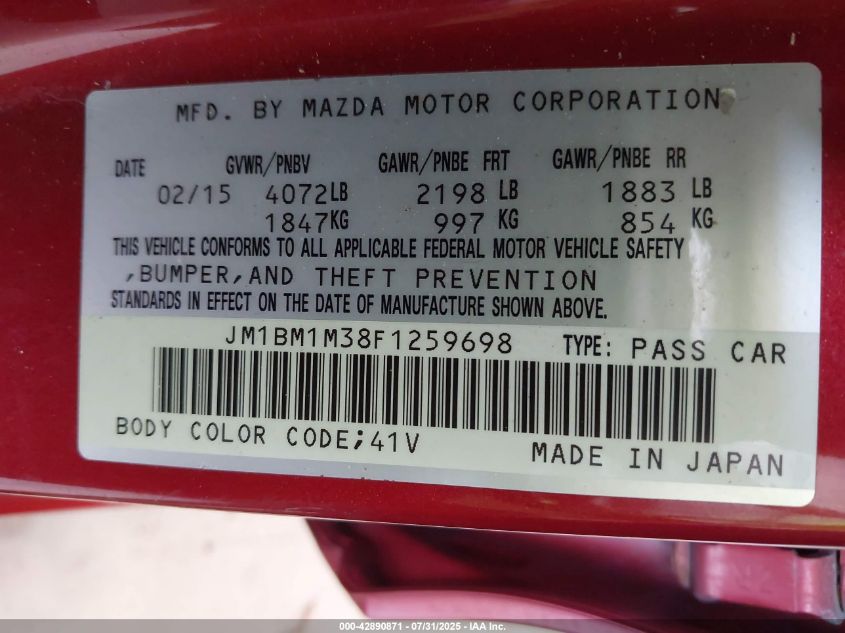 MFD. BY MAZDA MOTOR CORPORATION
DATE GVWR/PNBV GAWR/PNBE FRT GAWR/PNBE RR
02/15 4072LB 2198 LB 1883 LB
1847KG 997 KG 854 KG
THIS VEHICLE CONFORMS TO ALL APPLICABLE FEDERAL MOTOR VEHICLE SAFETY
,BUMPER,AND THEFT PREVENTION
STANDARDS IN EFFECT ON THE DATE OF MANUFACTURE SHOWN ABOVE.
JM1BM1M38F1259698 TYPE: PASS CAR
BODY COLOR CODE;41V
MADE IN JAPAN
000-42890871 / 07/31/2025 - IAA Inc.